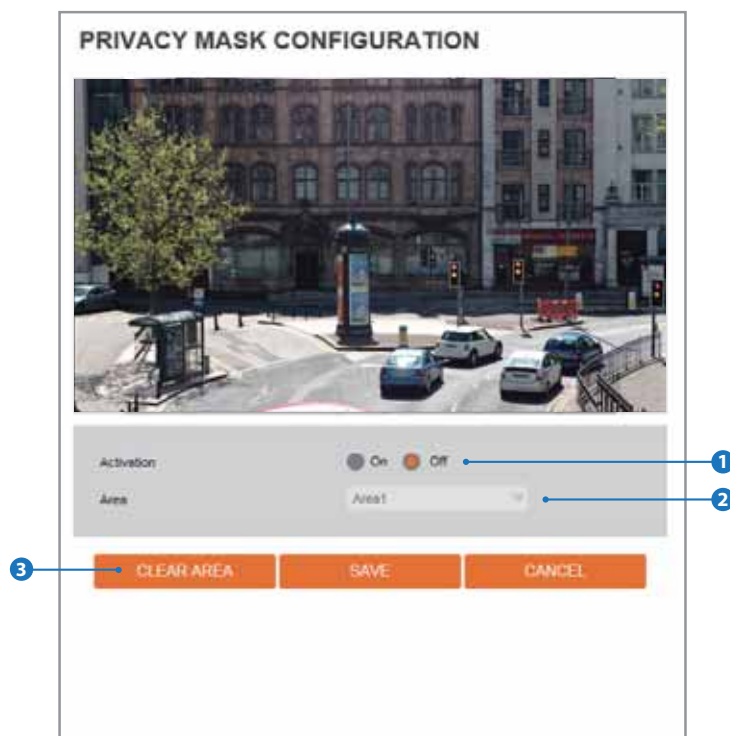 PRIVACY MASK CONFIGURATION
Activation On Off 1
Area Area1 2
3 CLEAR AREA SAVE CANCEL